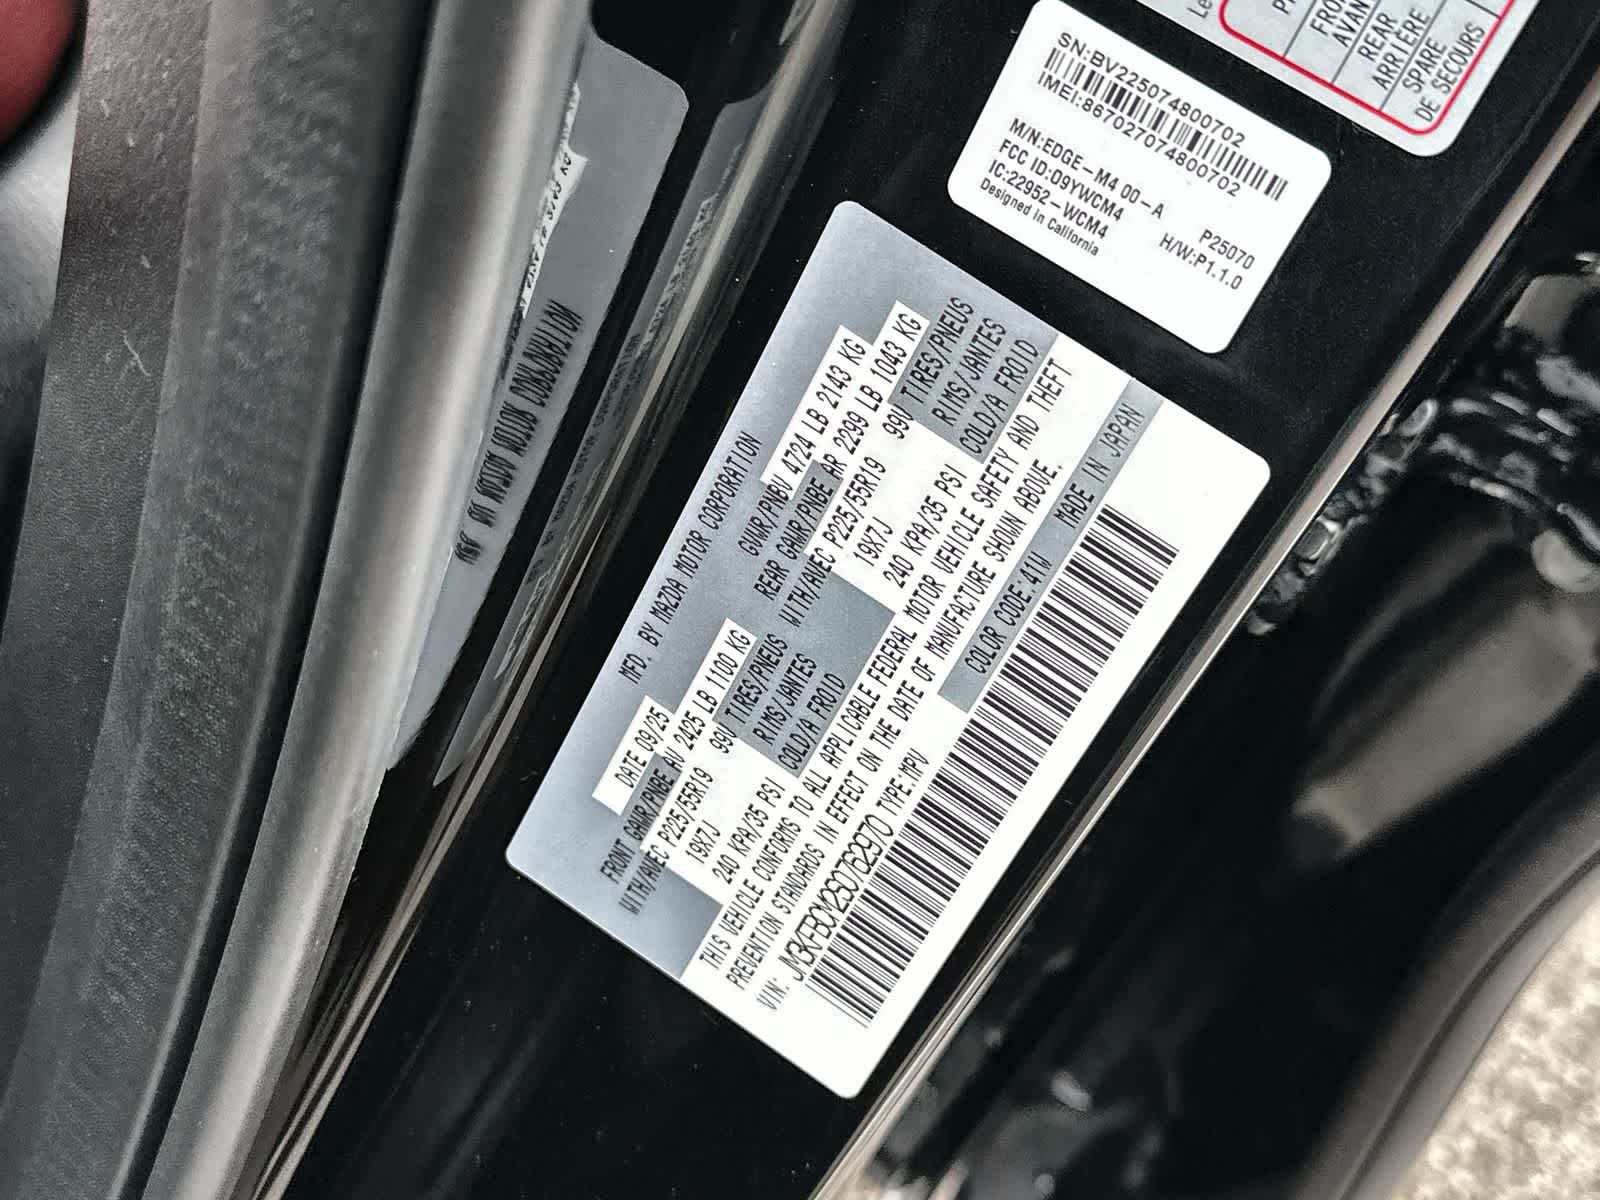 SN:BV225074800702
IMEI:867027074800702
M/N:EDGE-M4 00-A
FCC ID:O9YWCM4
IC:22952-WCM4
Designed in California
P25070
H/W:P1.1.0
FRO
AVAN
REAR
ARRIÈRE
SPARE
DE SECOURS
MFD. BY MAZDA MOTOR CORPORATION
DATE 09/25 GVWR/PNBV 4724 LB 2143 KG
FRONT GAWR/PNBE AV 2425 LB 1100 KG REAR GAWR/PNBE AR 2299 LB 1043 KG
WITH/AVEC P225/55R19 99V TIRES/PNEUS WITH/AVEC P225/55R19 99V TIRES/PNEUS
19X7J RIMS/JANTES 19X7J RIMS/JANTES
240 KPA/35 PSI COLD/A FROID 240 KPA/35 PSI COLD/A FROID
THIS VEHICLE CONFORMS TO ALL APPLICABLE FEDERAL MOTOR VEHICLE SAFETY AND THEFT
PREVENTION STANDARDS IN EFFECT ON THE DATE OF MANUFACTURE SHOWN ABOVE.
VIN: TYPE:MPV COLOR CODE:41W MADE IN JAPAN